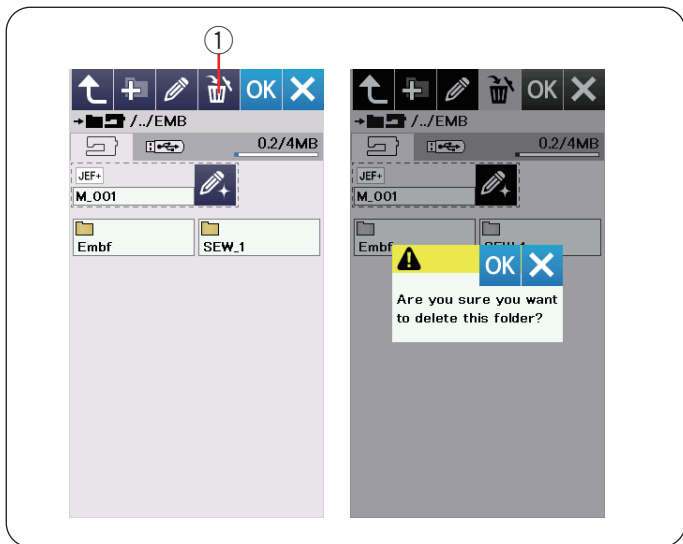 1
OK
→ /../EMB
0.2/4MB
JEF+
M_001
Embf
SEW_1
OK
→ /../EMB
0.2/4MB
JEF+
M_001
Embf
OK
Are you sure you want
to delete this folder?